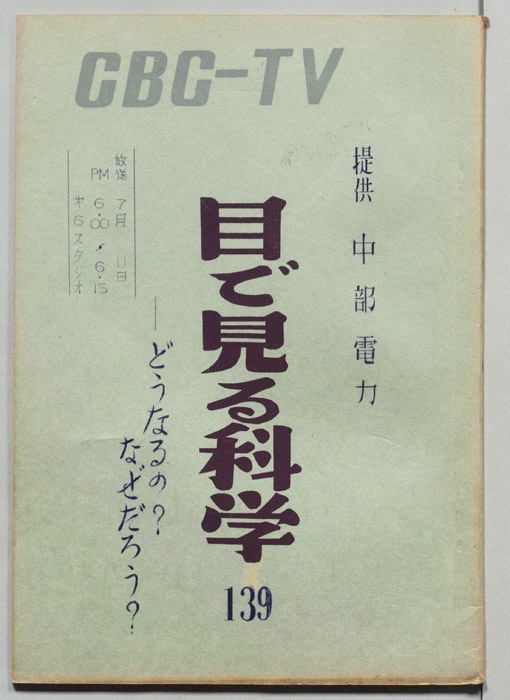 CBC-TV
提供 中部電力
目で見る科学
139
──どうなるの?
なぜだろう?
放送 7月 11日
PM 6.00〜6.15
オ6スタジオ